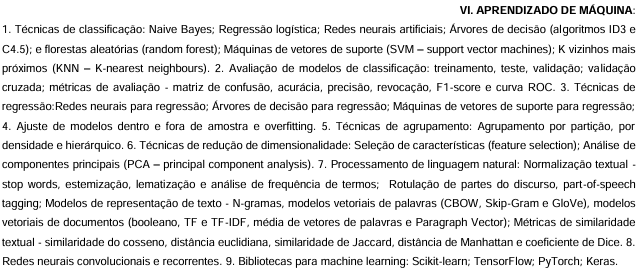 VI. APRENDIZADO DE MÁQUINA:
1. Técnicas de classificação: Naive Bayes; Regressão logística; Redes neurais artificiais; Árvores de decisão (algoritmos ID3 e
C4.5); e florestas aleatórias (random forest); Máquinas de vetores de suporte (SVM – support vector machines); K vizinhos mais
próximos (KNN – K-nearest neighbours). 2. Avaliação de modelos de classificação: treinamento, teste, validação; validação
cruzada; métricas de avaliação - matriz de confusão, acurácia, precisão, revocação, F1-score e curva ROC. 3. Técnicas de
regressão:Redes neurais para regressão; Árvores de decisão para regressão; Máquinas de vetores de suporte para regressão;
4. Ajuste de modelos dentro e fora de amostra e overfitting. 5. Técnicas de agrupamento: Agrupamento por partição, por
densidade e hierárquico. 6. Técnicas de redução de dimensionalidade: Seleção de características (feature selection); Análise de
componentes principais (PCA – principal component analysis). 7. Processamento de linguagem natural: Normalização textual -
stop words, estemização, lematização e análise de frequência de termos; Rotulação de partes do discurso, part-of-speech
tagging; Modelos de representação de texto - N-gramas, modelos vetoriais de palavras (CBOW, Skip-Gram e GloVe), modelos
vetoriais de documentos (booleano, TF e TF-IDF, média de vetores de palavras e Paragraph Vector); Métricas de similaridade
textual - similaridade do cosseno, distância euclidiana, similaridade de Jaccard, distância de Manhattan e coeficiente de Dice. 8.
Redes neurais convolucionais e recorrentes. 9. Bibliotecas para machine learning: Scikit-learn; TensorFlow; PyTorch; Keras.